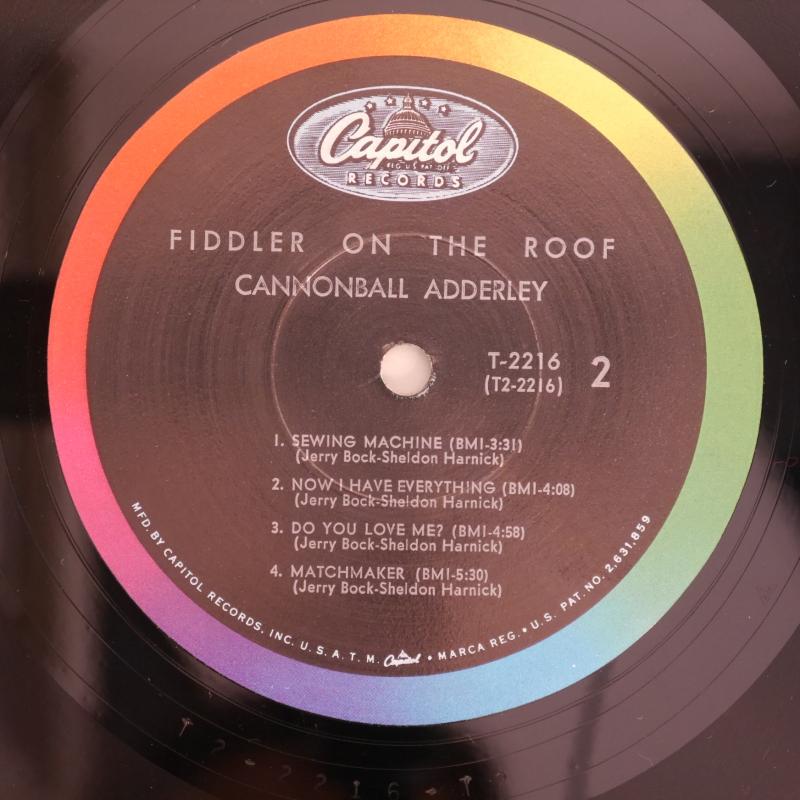 Capitol
REG. U.S. PAT. OFF.
RECORDS
FIDDLER ON THE ROOF
CANNONBALL ADDERLEY
T-2216
(T2-2216)
2
1. SEWING MACHINE (BMI-3:31)
(Jerry Bock-Sheldon Harnick)
2. NOW I HAVE EVERYTHING (BMI-4:08)
(Jerry Bock-Sheldon Harnick)
3. DO YOU LOVE ME? (BMI-4:58)
(Jerry Bock-Sheldon Harnick)
4. MATCHMAKER (BMI-5:30)
(Jerry Bock-Sheldon Harnick)
MFD. BY CAPITOL RECORDS, INC. U. S. A. T. M. Capitol • MARCA REG. • U. S. PAT. NO. 2,631,859